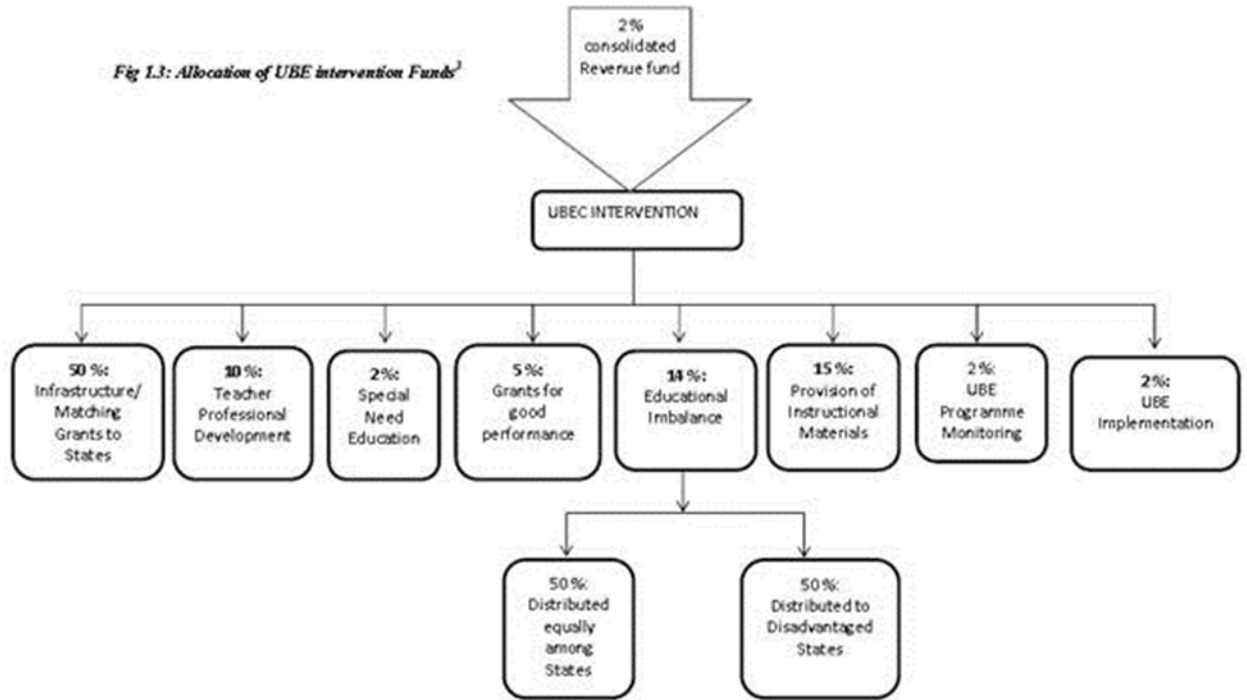 2%
consolidated
Revenue fund
Fig 1.3: Allocation of UBE intervention Funds³
UBEC INTERVENTION
50%:
Infrastructure/
Matching
Grants to
States
10%:
Teacher
Professional
Development
2%:
Special
Need
Education
5%:
Grants for
good
performance
14%:
Educational
Imbalance
15%:
Provision of
Instructional
Materials
2%:
UBE
Programme
Monitoring
2%:
UBE
Implementation
50%:
Distributed
equally
among
States
50%:
Distributed to
Disadvantaged
States